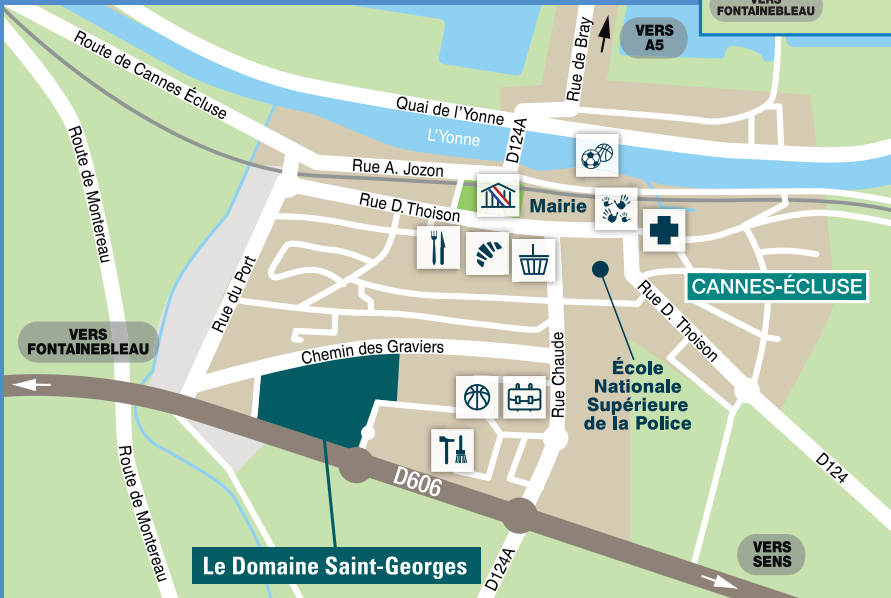 VERS
FONTAINEBLEAU
VERS
A5
Rue de Bray
Route de Cannes Écluse
Quai de l'Yonne
L'Yonne
D124A
Route de Montereau
Rue A. Jozon
Rue D. Thoison
Mairie
Rue du Port
CANNES-ÉCLUSE
Rue D. Thoison
VERS
FONTAINEBLEAU
Chemin des Graviers
Rue Chaude
École
Nationale
Supérieure
de la Police
Route de Montereau
D606
D124
Le Domaine Saint-Georges
D124A
VERS
SENS